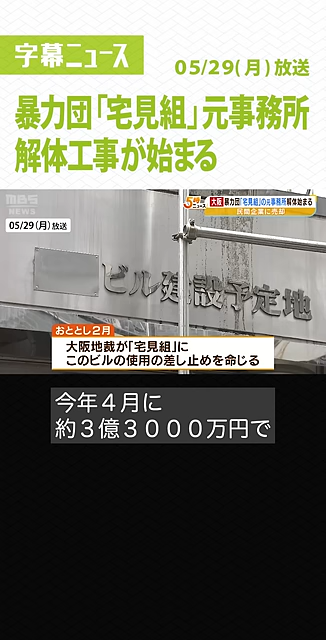 字幕ニュース
05/29(月)放送
暴力団「宅見組」元事務所
解体工事が始まる
MBS
NEWS
05/29(月)放送
大阪 暴力団「宅見組」の元事務所解体始まる
民間企業に売却
ビル建設予定地
おととし2月
大阪地裁が「宅見組」に
このビルの使用の差し止めを命じる
今年４月に
約３億３０００万円で